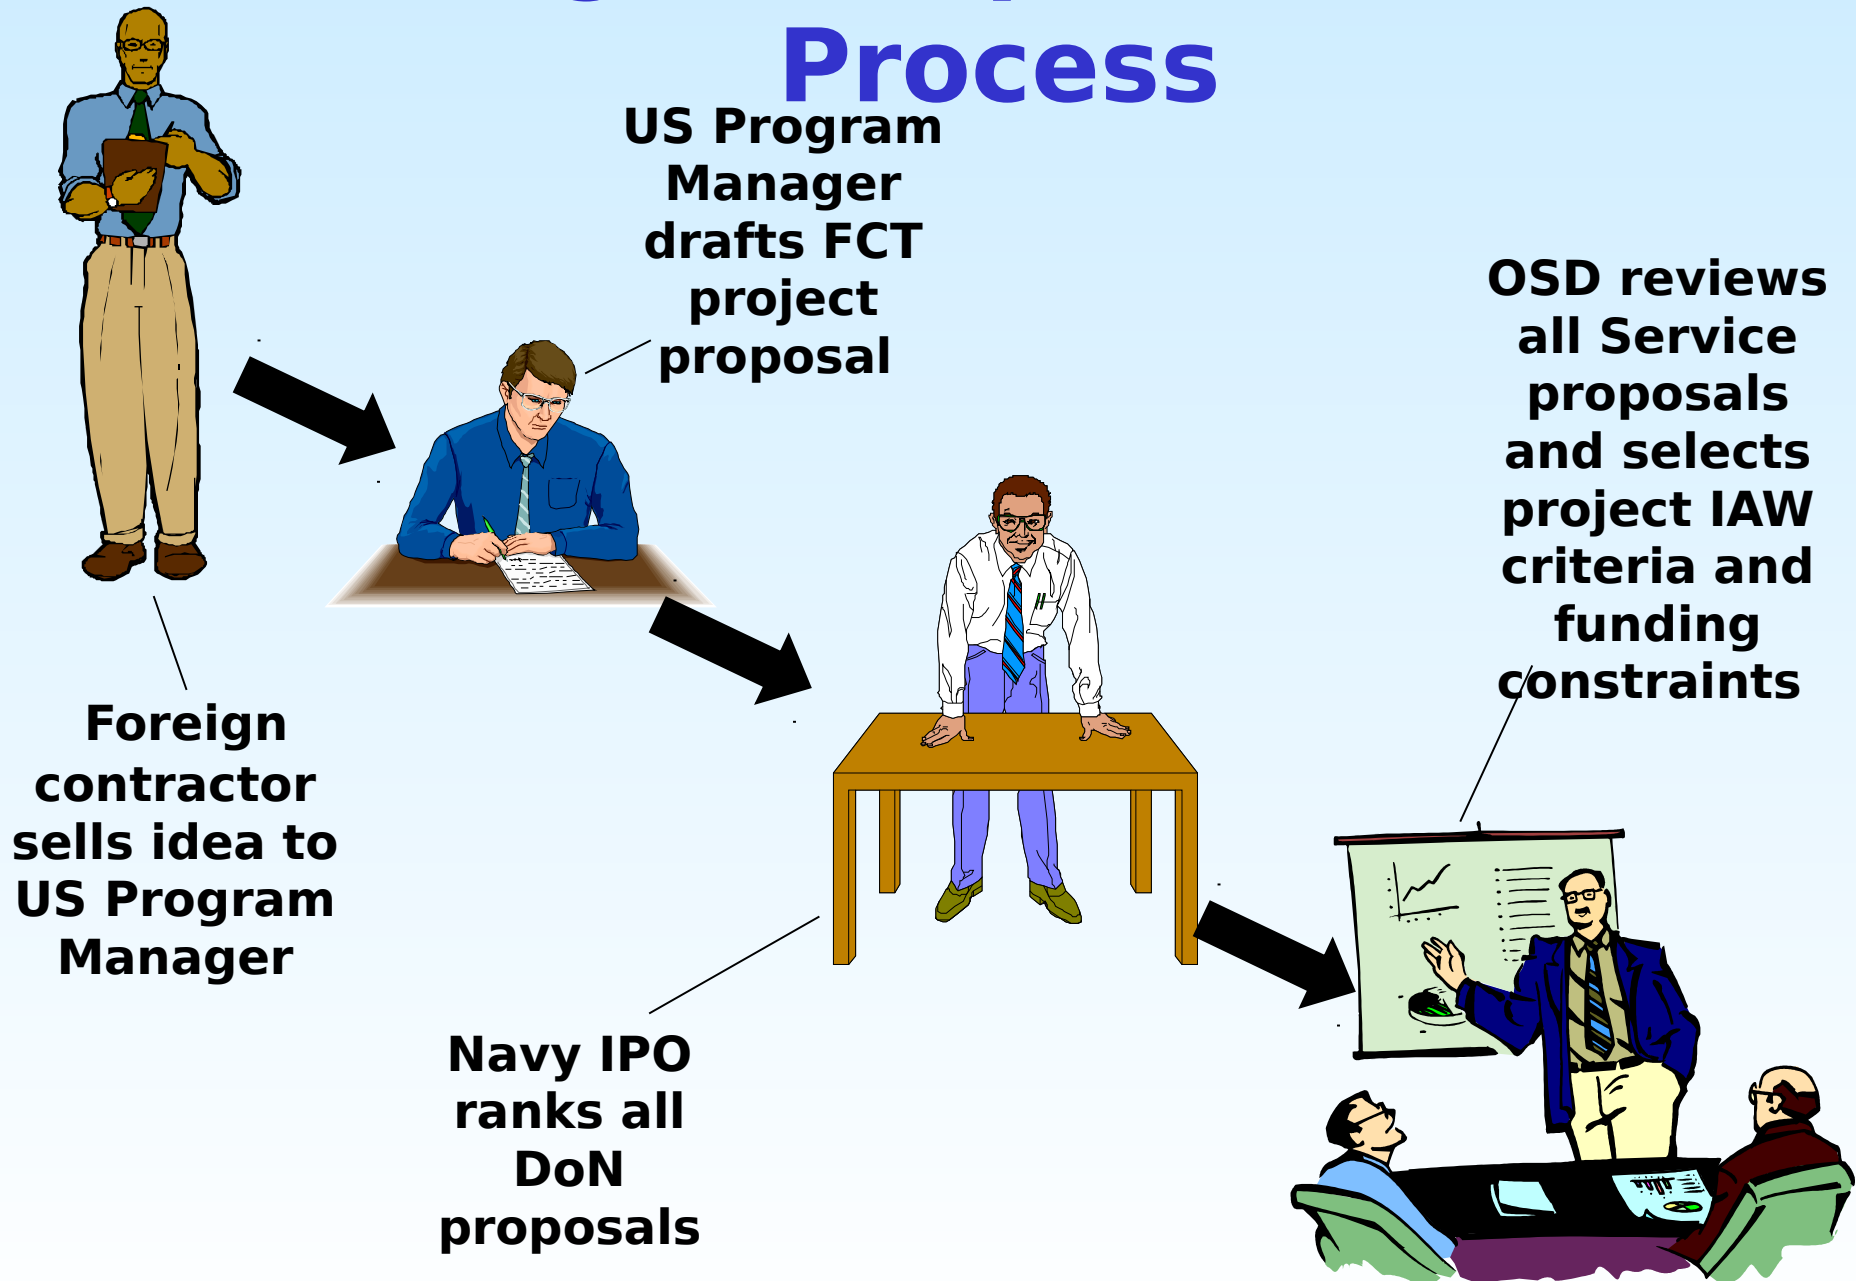 Process
US Program
Manager
drafts FCT
project
proposal
OSD reviews
all Service
proposals
and selects
project IAW
criteria and
funding
constraints
Foreign
contractor
sells idea to
US Program
Manager
Navy IPO
ranks all
DoN
proposals